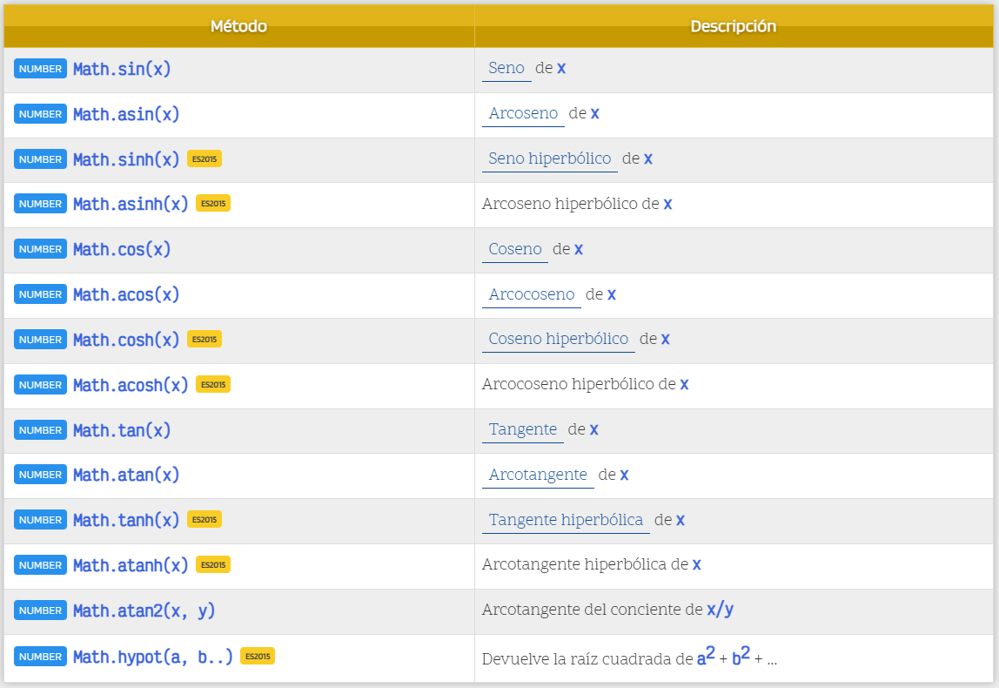 Método Descripción
NUMBER Math.sin(x) Seno de x
NUMBER Math.asin(x) Arcoseno de x
NUMBER Math.sinh(x) ES2015 Seno hiperbólico de x
NUMBER Math.asinh(x) ES2015 Arcoseno hiperbólico de x
NUMBER Math.cos(x) Coseno de x
NUMBER Math.acos(x) Arcocoseno de x
NUMBER Math.cosh(x) ES2015 Coseno hiperbólico de x
NUMBER Math.acosh(x) ES2015 Arcocoseno hiperbólico de x
NUMBER Math.tan(x) Tangente de x
NUMBER Math.atan(x) Arcotangente de x
NUMBER Math.tanh(x) ES2015 Tangente hiperbólica de x
NUMBER Math.atanh(x) ES2015 Arcotangente hiperbólica de x
NUMBER Math.atan2(x, y) Arcotangente del conciente de x/y
NUMBER Math.hypot(a, b..) ES2015 Devuelve la raíz cuadrada de a² + b² + ...